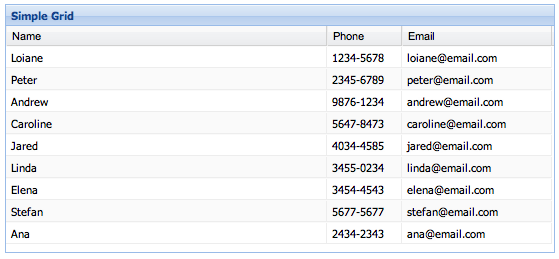 Simple Grid
Name Phone Email
Loiane 1234-5678 loiane@email.com
Peter 2345-6789 peter@email.com
Andrew 9876-1234 andrew@email.com
Caroline 5647-8473 caroline@email.com
Jared 4034-4585 jared@email.com
Linda 3455-0234 linda@email.com
Elena 3454-4543 elena@email.com
Stefan 5677-5677 stefan@email.com
Ana 2434-2343 ana@email.com